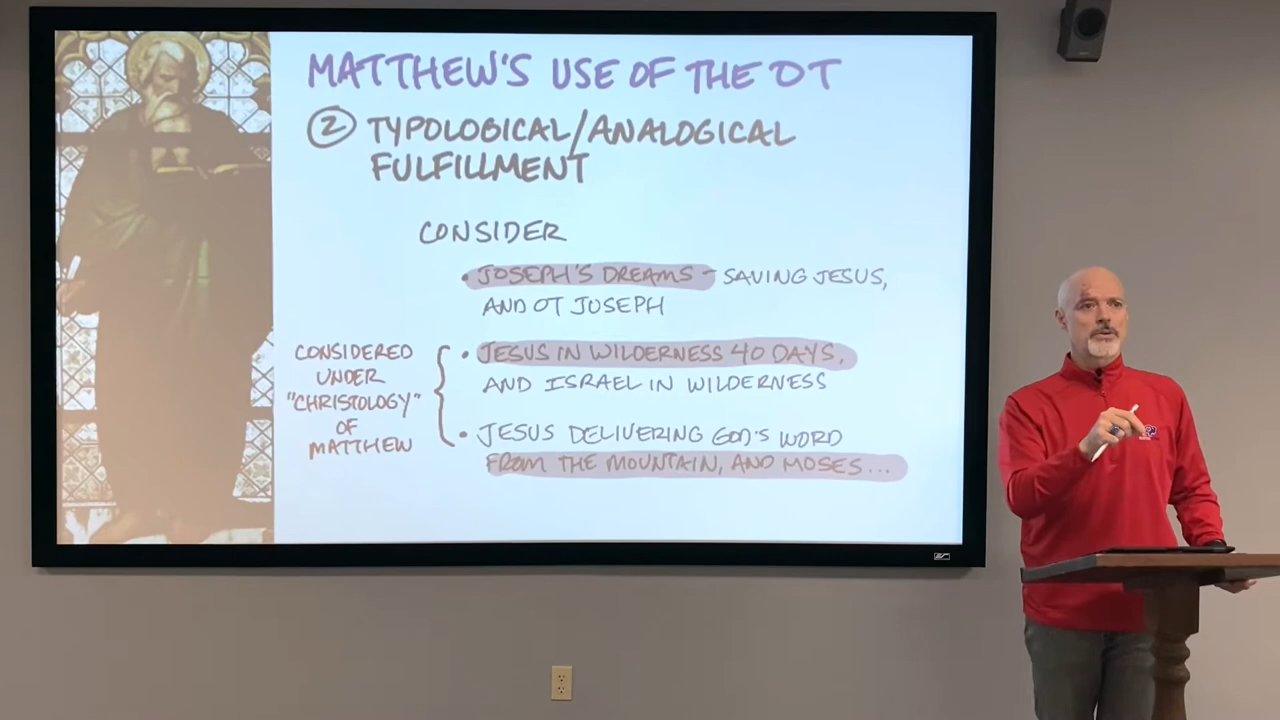 MATTHEW'S USE OF THE OT
② TYPOLOGICAL/ANALOGICAL
FULFILLMENT
CONSIDER
• JOSEPH'S DREAMS - SAVING JESUS,
AND OT JOSEPH
• JESUS IN WILDERNESS 40 DAYS,
AND ISRAEL IN WILDERNESS
• JESUS DELIVERING GOD'S WORD
FROM THE MOUNTAIN, AND MOSES...
CONSIDERED
UNDER
"CHRISTOLOGY"
OF
MATTHEW